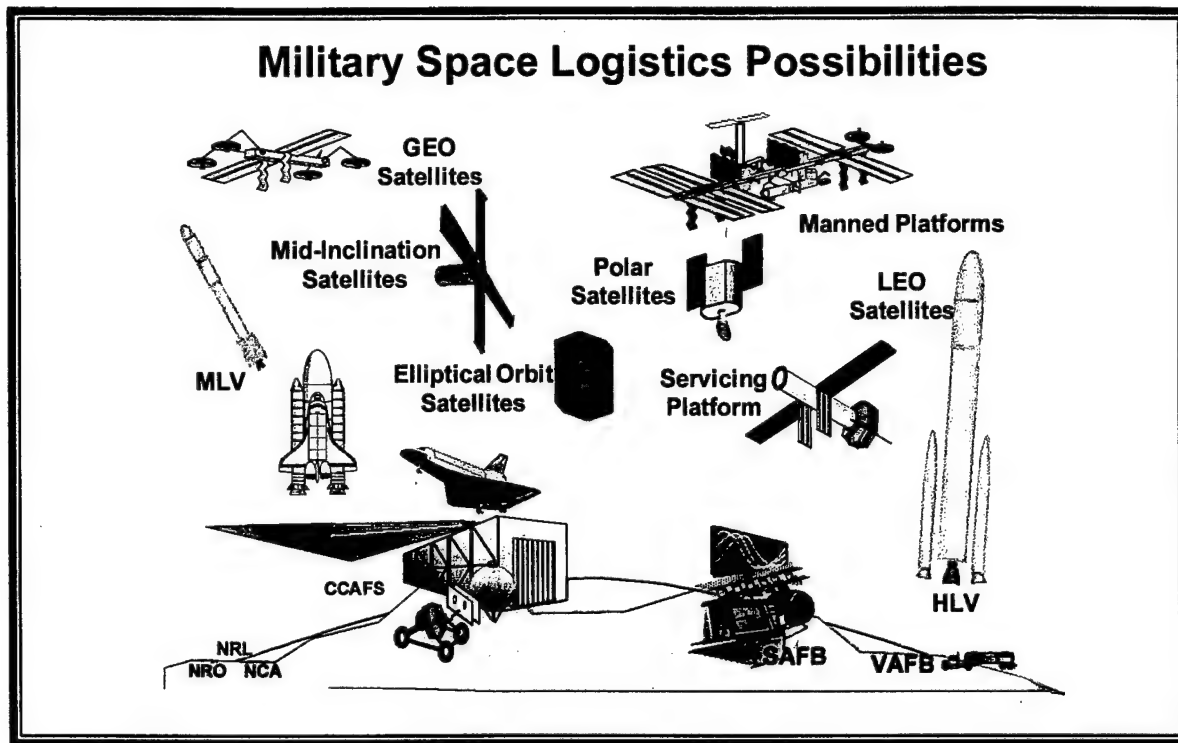 Military Space Logistics Possibilities
GEO
Satellites
Manned Platforms
Mid-Inclination
Satellites
Polar
Satellites
LEO
Satellites
MLV
Elliptical Orbit
Satellites
Servicing
Platform
CCAFS
HLV
NRL
NRO NCA
SAFB
VAFB